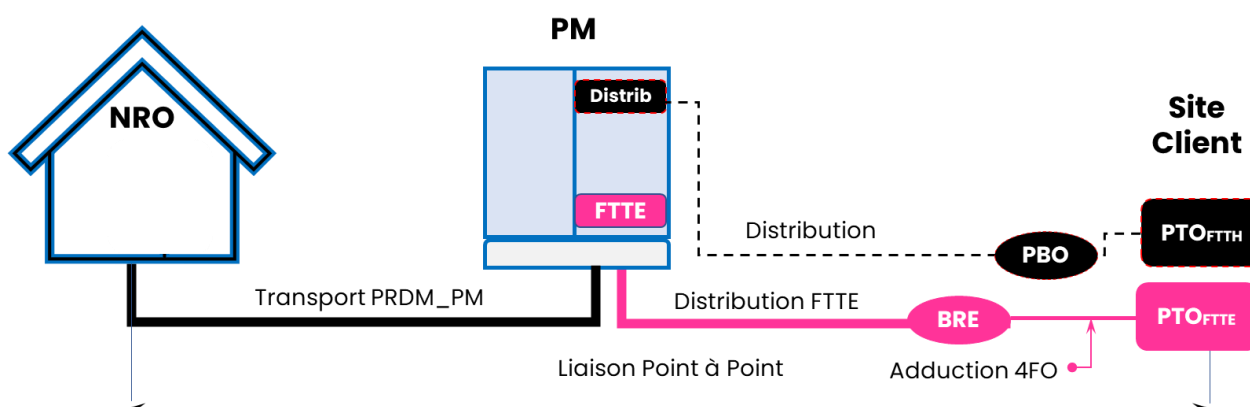 PM
NRO
Distrib
FTTE
Site
Client
Distribution
PBO
PTOFTTH
Transport PRDM_PM
Distribution FTTE
BRE
PTOFTTE
Liaison Point à Point
Adduction 4FO